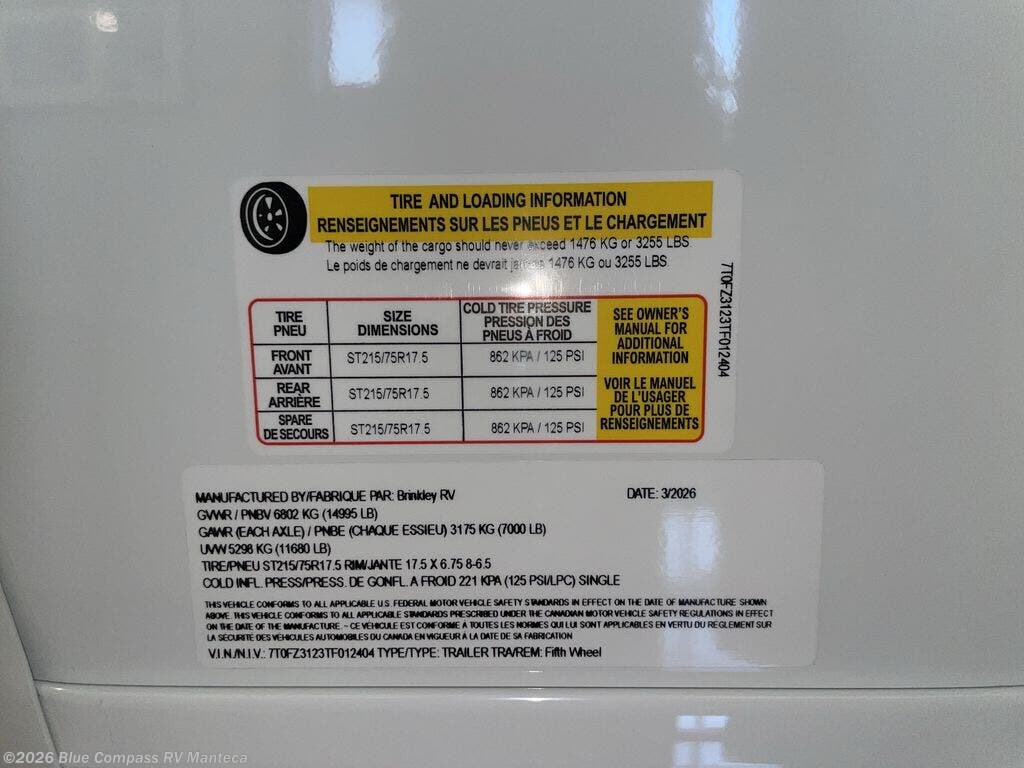 TIRE AND LOADING INFORMATION
RENSEIGNEMENTS SUR LES PNEUS ET LE CHARGEMENT
The weight of the cargo should never exceed 1476 KG or 3255 LBS.
Le poids de chargement ne devrait jamais 1476 KG ou 3255 LBS.
TIRE PNEU SIZE DIMENSIONS COLD TIRE PRESSURE PRESSION DES PNEUS À FROID
FRONT AVANT ST215/75R17.5 862 KPA / 125 PSI
REAR ARRIÈRE ST215/75R17.5 862 KPA / 125 PSI
SPARE DE SECOURS ST215/75R17.5 862 KPA / 125 PSI
SEE OWNER'S
MANUAL FOR
ADDITIONAL
INFORMATION
VOIR LE MANUEL
DE L'USAGER
POUR PLUS DE
RENSEIGNEMENTS
7T0FZ3123TF012404
MANUFACTURED BY/FABRIQUE PAR: Brinkley RV DATE: 3/2026
GVWR / PNBV 6802 KG (14995 LB)
GAWR (EACH AXLE) / PNBE (CHAQUE ESSIEU) 3175 KG (7000 LB)
UVW 5298 KG (11680 LB)
TIRE/PNEU ST215/75R17.5 RIM/JANTE 17.5 X 6.75 8-6.5
COLD INFL. PRESS/PRESS. DE GONFL. A FROID 221 KPA (125 PSI/LPC) SINGLE
THIS VEHICLE CONFORMS TO ALL APPLICABLE U.S. FEDERAL MOTOR VEHICLE SAFETY STANDARDS IN EFFECT ON THE DATE OF MANUFACTURE SHOWN
ABOVE. THIS VEHICLE CONFORMS TO ALL APPLICABLE STANDARDS PRESCRIBED UNDER THE CANADIAN MOTOR VEHICLE SAFETY REGULATIONS IN EFFECT
ON THE DATE OF THE MANUFACTURE. - CE VEHICULE EST CONFORME A TOUTES LES NORMES QUI LUI SONT APPLICABLES EN VERTU DU REGLEMENT SUR
LA SECURITE DES VEHICULES AUTOMOBILES DU CANADA EN VIGUEUR À LA DATE DE SA FABRICATION
V.I.N./N.I.V.: 7T0FZ3123TF012404 TYPE/TYPE: TRAILER TRA/REM: Fifth Wheel
©2026 Blue Compass RV Manteca